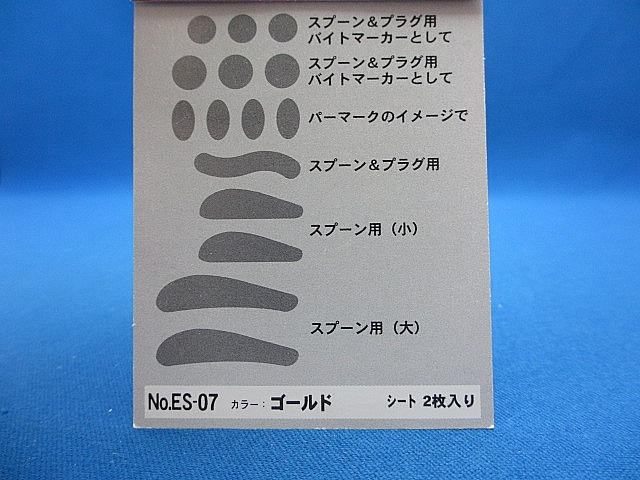 スプーン＆プラグ用
バイトマーカーとして
スプーン＆プラグ用
バイトマーカーとして
パーマークのイメージで
スプーン＆プラグ用
スプーン用（小）
スプーン用（大）
No.ES-07 カラー：ゴールド シート 2枚入り